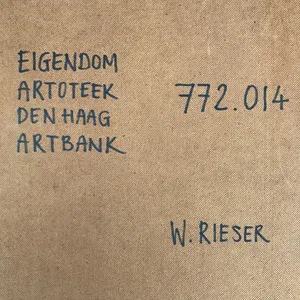 EIGENDOM
ARTOTEEK
DEN HAAG
ARTBANK
772.014
W. RIESER